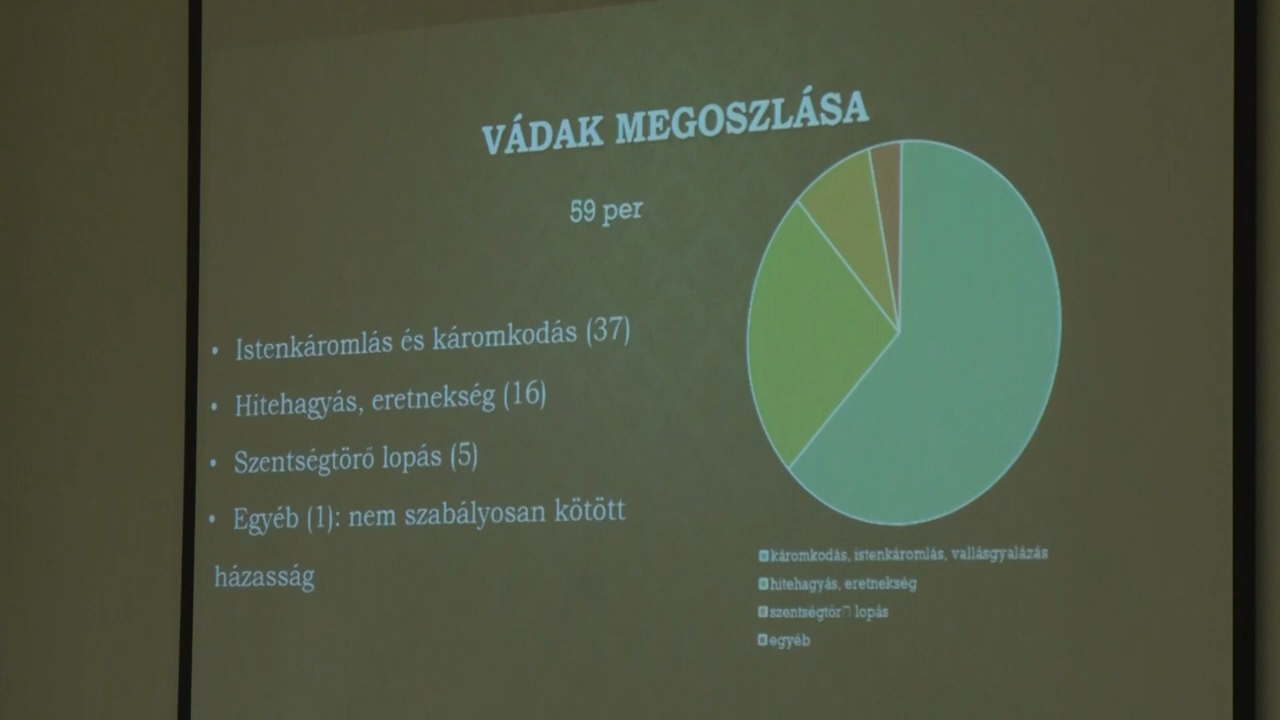 VÁDAK MEGOSZLÁSA
59 per
• Istenkáromlás és káromkodás (37)
• Hitehagyás, eretnekség (16)
• Szentségtörő lopás (5)
• Egyéb (1): nem szabályosan kötött
házasság
káromkodás, istenkáromlás, vallásgyalázás
hitehagyás, eretnekség
szentségtör□ lopás
egyéb